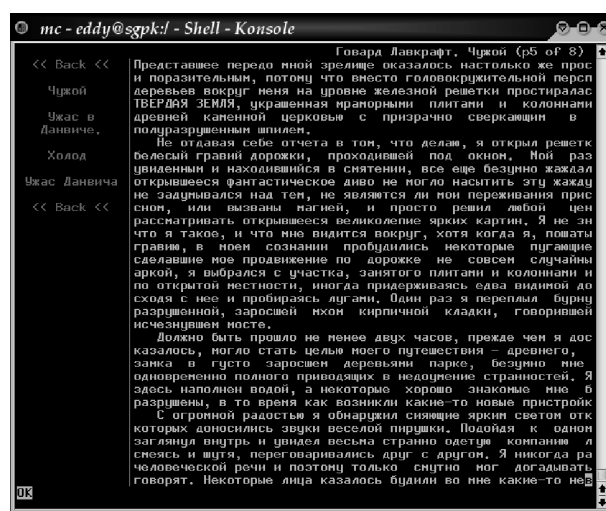 mc - eddy@sgpk:/ - Shell - Konsole
Говард Лавкрафт. Чужой (p5 of 8)
<< Back <<
Чужой
Ужас в
Данвиче.
Холод
Ужас Данвича
<< Back <<
Представшее передо мной зрелище оказалось настолько же прос
и поразительным, потому что вместо головокружительной персп
деревьев вокруг меня на уровне железной решетки простиралас
ТВЕРДАЯ ЗЕМЛЯ, украшенная мраморными плитами и колоннами
древней каменной церковью с призрачно сверкающим в
полуразрушенным шпилем.
Не отдавая себе отчета в том, что делаю, я открыл решетк
белесый гравий дорожки, проходившей под окном. Мой раз
увиденным и находившийся в смятении, все еще безумно жаждал
открывшееся фантастическое диво не могло насытить эту жажду
не задумывался над тем, не являются ли мои переживания прис
сном, или вызваны магией, и просто решил любой цен
рассматривать открывшееся великолепие ярких картин. Я не зн
что я такое, и что мне видится вокруг, хотя когда я, пошаты
гравию, в моем сознании пробудились некоторые пугающие
сделавшие мое продвижение по дорожке не совсем случайны
аркой, я выбрался с участка, занятого плитами и колоннами и
по открытой местности, иногда придерживаясь едва видимой до
сходя с нее и пробираясь лугами. Один раз я переплыл бурну
разрушенной, заросшей мхом кирпичной кладки, говорившей
исчезнувшем мосте.
Должно быть прошло не менее двух часов, прежде чем я дос
казалось, могло стать целью моего путешествия - древнего,
замка в густо заросшем деревьями парке, безумно мне
одновременно полного приводящих в недоумение странностей. Я
здесь наполнен водой, а некоторые хорошо знакомые мне б
разрушены, в то время как возникли какие-то новые пристройк
С огромной радостью я обнаружил сияющие ярким светом отк
которых доносились звуки веселой пирушки. Подойдя к одном
заглянул внутрь и увидел весьма странно одетую компанию л
смеясь и шутя, переговаривались друг с другом. Я никогда ра
человеческой речи и поэтому только смутно мог догадывать
говорят. Некоторые лица казалось будили во мне какие-то нев
OK